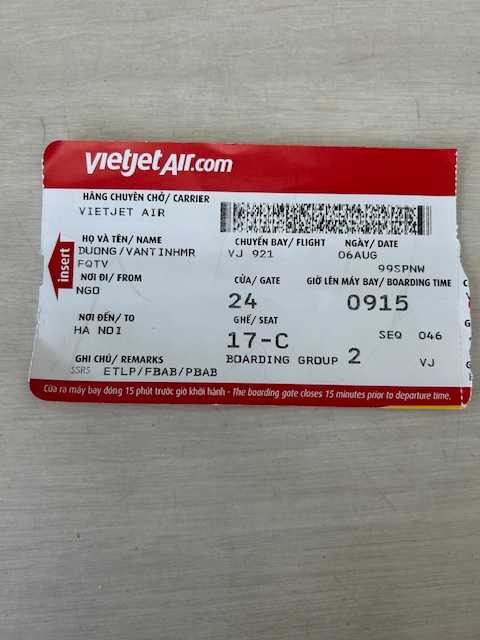 vietjetAir.com
HÃNG CHUYÊN CHỞ/ CARRIER
VIETJET AIR
HỌ VÀ TÊN/ NAME
DUONG/VANTINHMR
FQTV
CHUYẾN BAY/ FLIGHT
VJ 921
NGÀY/ DATE
06AUG
99SPNW
insert
NƠI ĐI/ FROM
NGO
CỬA/ GATE
24
GIỜ LÊN MÁY BAY/ BOARDING TIME
0915
NƠI ĐẾN/ TO
HA NOI
GHẾ/ SEAT
17-C
SEQ 046
GHI CHÚ/ REMARKS
SSRS ETLP/FBAB/PBAB
BOARDING GROUP 2
VJ
Cửa ra máy bay đóng 15 phút trước giờ khởi hành - The boarding gate closes 15 minutes prior to departure time.